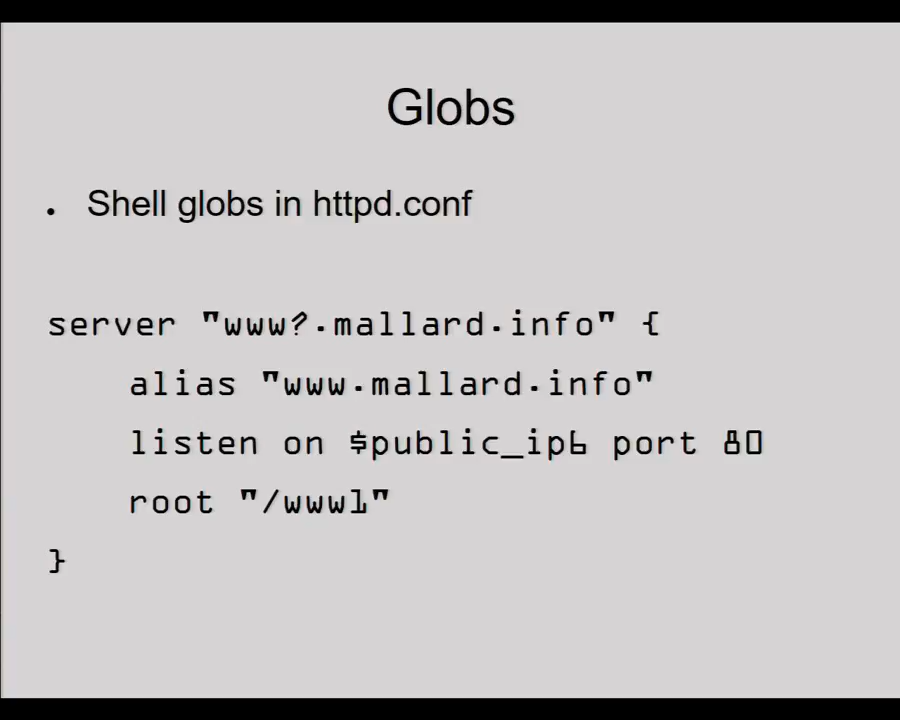 Globs
• Shell globs in httpd.conf
server "www?.mallard.info" {
alias "www.mallard.info"
listen on $public_ip6 port 80
root "/www1"
}